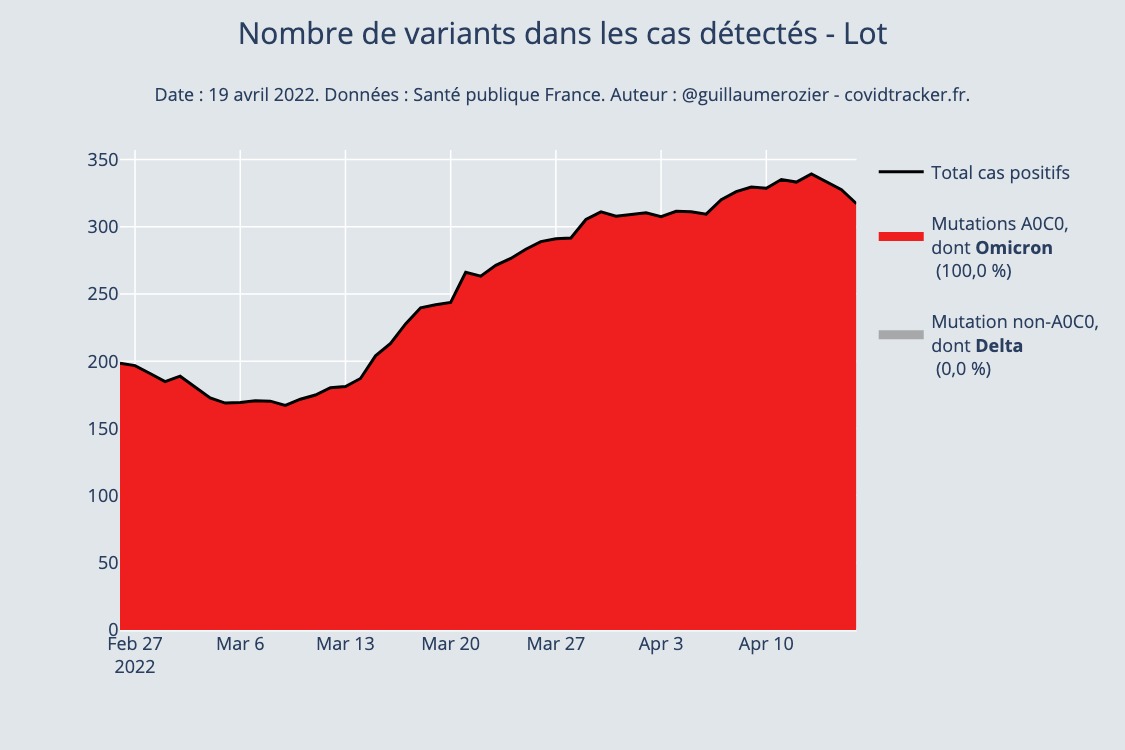 Nombre de variants dans les cas détectés - Lot
Date : 19 avril 2022. Données : Santé publique France. Auteur : @guillaumerozier - covidtracker.fr.
350
300
250
200
150
100
50
0
Feb 27
2022
Mar 6
Mar 13
Mar 20
Mar 27
Apr 3
Apr 10
Total cas positifs
Mutations A0C0,
dont Omicron
(100,0 %)
Mutation non-A0C0,
dont Delta
(0,0 %)